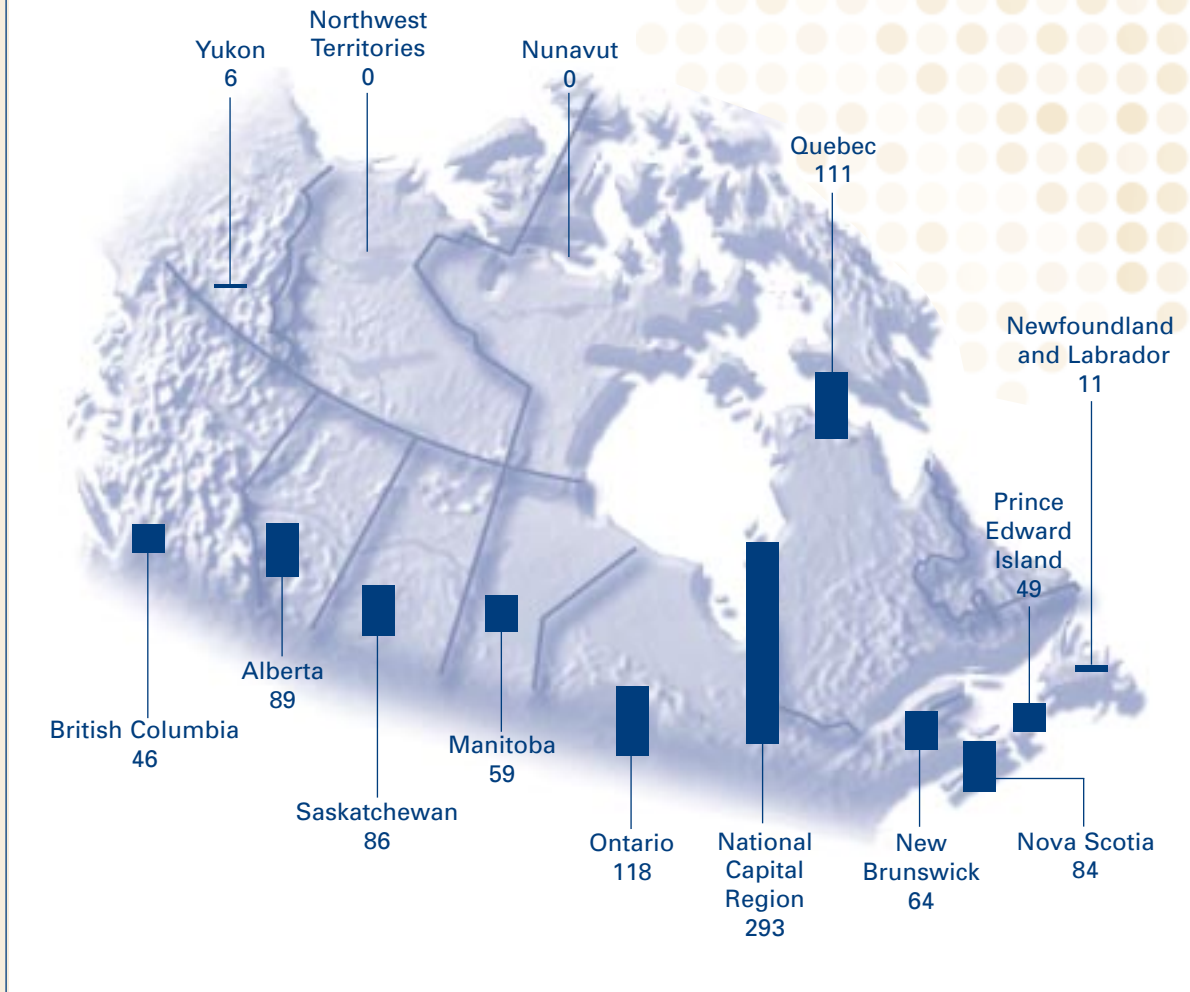 Yukon
6
Northwest
Territories
0
Nunavut
0
Quebec
111
Newfoundland
and Labrador
11
Prince
Edward
Island
49
British Columbia
46
Alberta
89
Saskatchewan
86
Manitoba
59
Ontario
118
National
Capital
Region
293
New
Brunswick
64
Nova Scotia
84